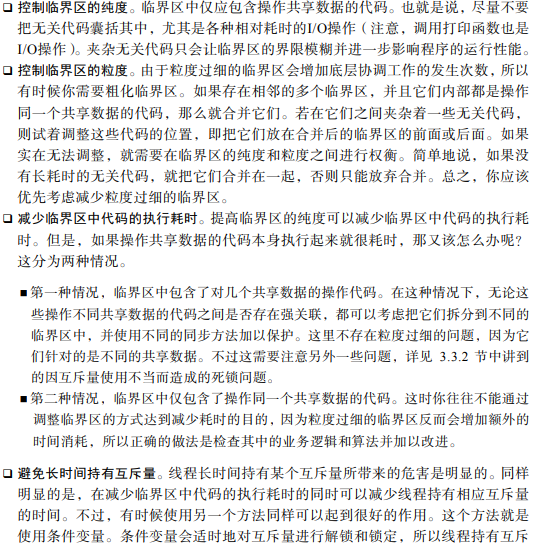 ❑ 控制临界区的纯度。临界区中仅应包含操作共享数据的代码。也就是说，尽量不要
把无关代码囊括其中，尤其是各种相对耗时的I/O操作（注意，调用打印函数也是
I/O操作）。夹杂无关代码只会让临界区的界限模糊并进一步影响程序的运行性能。
❑ 控制临界区的粒度。由于粒度过细的临界区会增加底层协调工作的发生次数，所以
有时候你需要粗化临界区。如果存在相邻的多个临界区，并且它们内部都是操作
同一个共享数据的代码，那么就合并它们。若在它们之间夹杂着一些无关代码，
则试着调整这些代码的位置，即把它们放在合并后的临界区的前面或后面。如果
实在无法调整，就需要在临界区的纯度和粒度之间进行权衡。简单地说，如果没
有长耗时的无关代码，就把它们合并在一起，否则只能放弃合并。总之，你应该
优先考虑减少粒度过细的临界区。
❑ 减少临界区中代码的执行耗时。提高临界区的纯度可以减少临界区中代码的执行耗
时。但是，如果操作共享数据的代码本身执行起来就很耗时，那又该怎么办呢？
这分为两种情况。
■ 第一种情况，临界区中包含了对几个共享数据的操作代码。在这种情况下，无论这
些操作不同共享数据的代码之间是否存在强关联，都可以考虑把它们拆分到不同的
临界区中，并使用不同的同步方法加以保护。这里不存在粒度过细的问题，因为它
们针对的是不同的共享数据。不过这需要注意另外一些问题，详见 3.3.2 节中讲到
的因互斥量使用不当而造成的死锁问题。
■ 第二种情况，临界区中仅包含了操作同一个共享数据的代码。这时你往往不能通过
调整临界区的方式达到减少耗时的目的，因为粒度过细的临界区反而会增加额外的
时间消耗，所以正确的做法是检查其中的业务逻辑和算法并加以改进。
❑ 避免长时间持有互斥量。线程长时间持有某个互斥量所带来的危害是明显的。同样
明显的是，在减少临界区中代码的执行耗时的同时可以减少线程持有相应互斥量
的时间。不过，有时候使用另一个方法同样可以起到很好的作用。这个方法就是
使用条件变量。条件变量会适时地对互斥量进行解锁和锁定，所以线程持有互斥